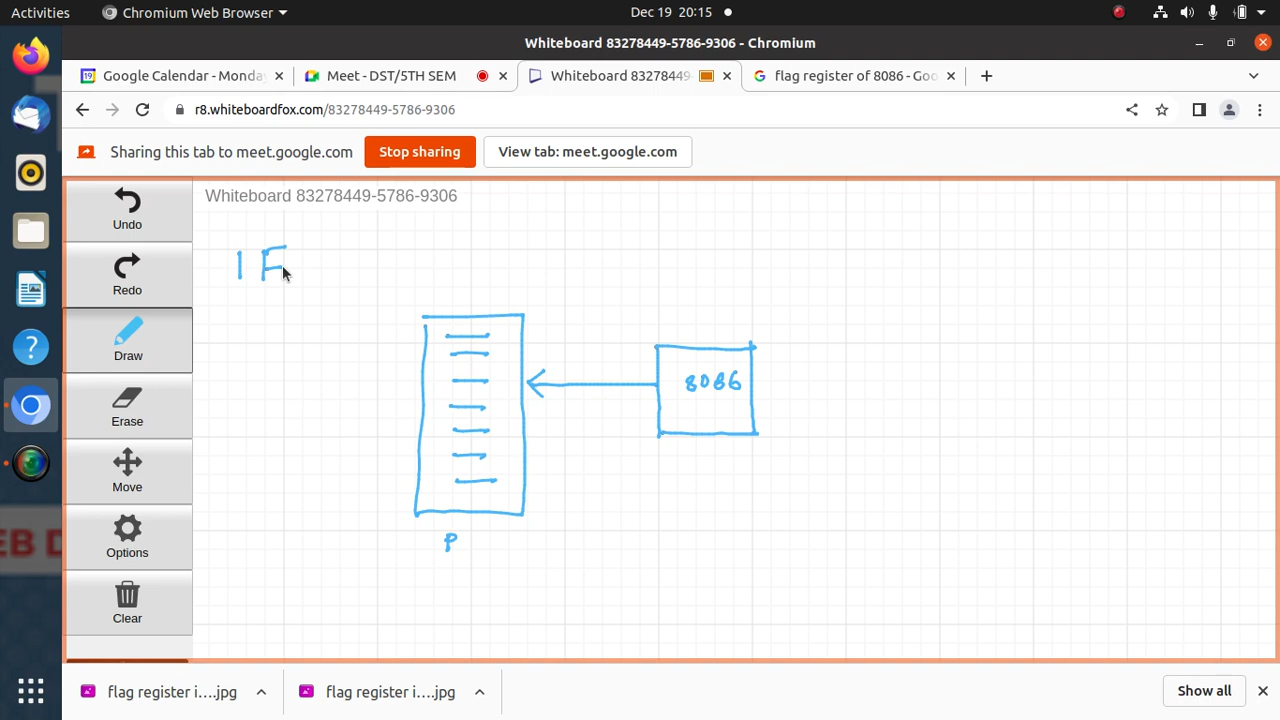 Activities
Chromium Web Browser
Dec 19 20:15
Whiteboard 83278449-5786-9306 - Chromium
19
Google Calendar - Monda
Meet - DST/5TH SEM
Whiteboard 83278449-
flag register of 8086 - Goo
r8.whiteboardfox.com/83278449-5786-9306
Sharing this tab to meet.google.com
Stop sharing
View tab: meet.google.com
Whiteboard 83278449-5786-9306
Undo
Redo
Draw
Erase
Move
Options
Clear
IF
8086
P
EB D
flag register i....jpg
flag register i....jpg
Show all